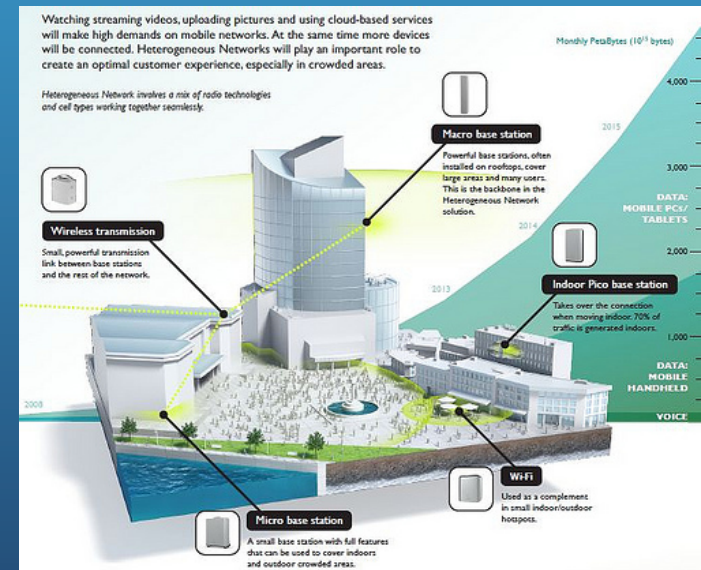 Watching streaming videos, uploading pictures and using cloud-based services
will make high demands on mobile networks. At the same time more devices
will be connected. Heterogeneous Networks will play an important role to
create an optimal customer experience, especially in crowded areas.
Heterogeneous Network involves a mix of radio technologies
and cell types working together seamlessly.
Monthly PetaBytes (10¹⁵ bytes)
4,000
2015
Macro base station
Powerful base stations, often
installed on rooftops, cover
large areas and many users.
This is the backbone in the
Heterogeneous Network
solution.
3,000
DATA:
MOBILE PCs/
TABLETS
2014
Wireless transmission
Small, powerful transmission
link between base stations
and the rest of the network.
2,000
Indoor Pico base station
Takes over the connection
when moving indoor. 70% of
traffic is generated indoors.
2013
1,000
DATA:
MOBILE
HANDHELD
2008
VOICE
Wi-Fi
Used as a complement
in small indoor/outdoor
hotspots.
Micro base station
A small base station with full features
that can be used to cover indoors
and outdoor crowded areas.